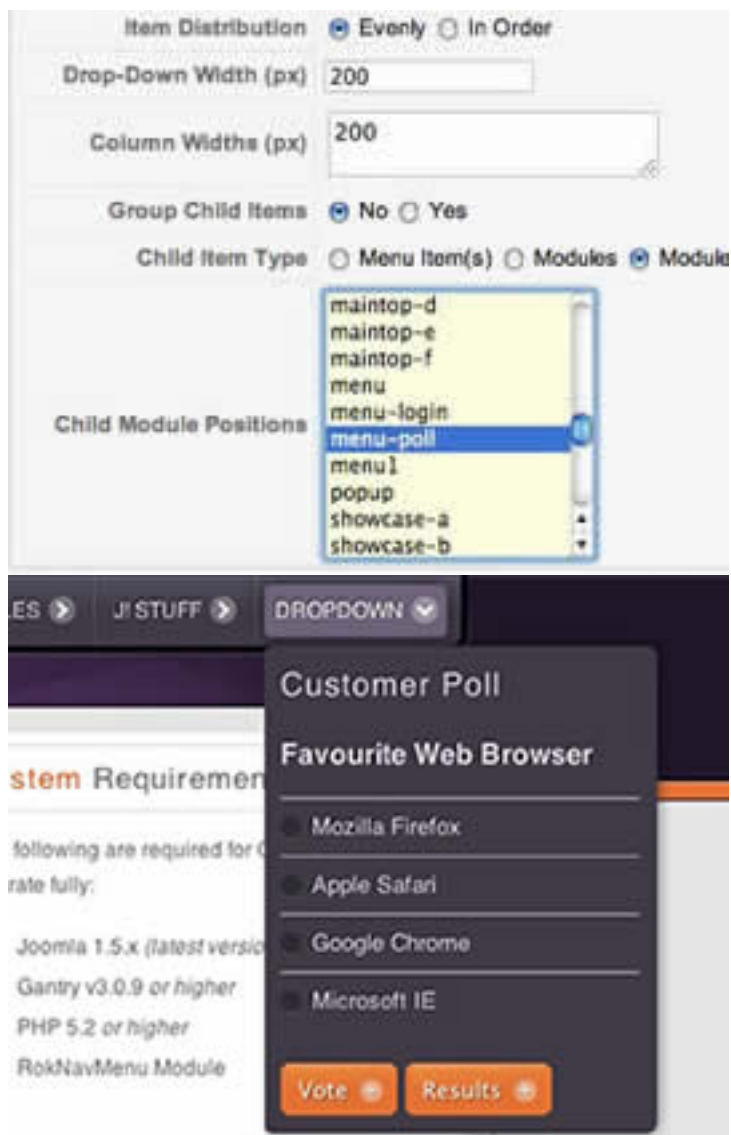 Item Distribution Evenly In Order
Drop-Down Width (px) 200
Column Widths (px) 200
Group Child Items No Yes
Child Item Type Menu Item(s) Modules Module
maintop-d
maintop-e
maintop-f
menu
menu-login
Child Module Positions menu-poll
menu1
popup
showcase-a
showcase-b
LES J! STUFF DROPDOWN
Customer Poll
Favourite Web Browser
Mozilla Firefox
Apple Safari
Google Chrome
Microsoft IE
Vote Results
stem Requiremen
following are required for
rate fully:
Joomla 1.5.x (latest versio
Gantry v3.0.9 or higher
PHP 5.2 or higher
RokNavMenu Module